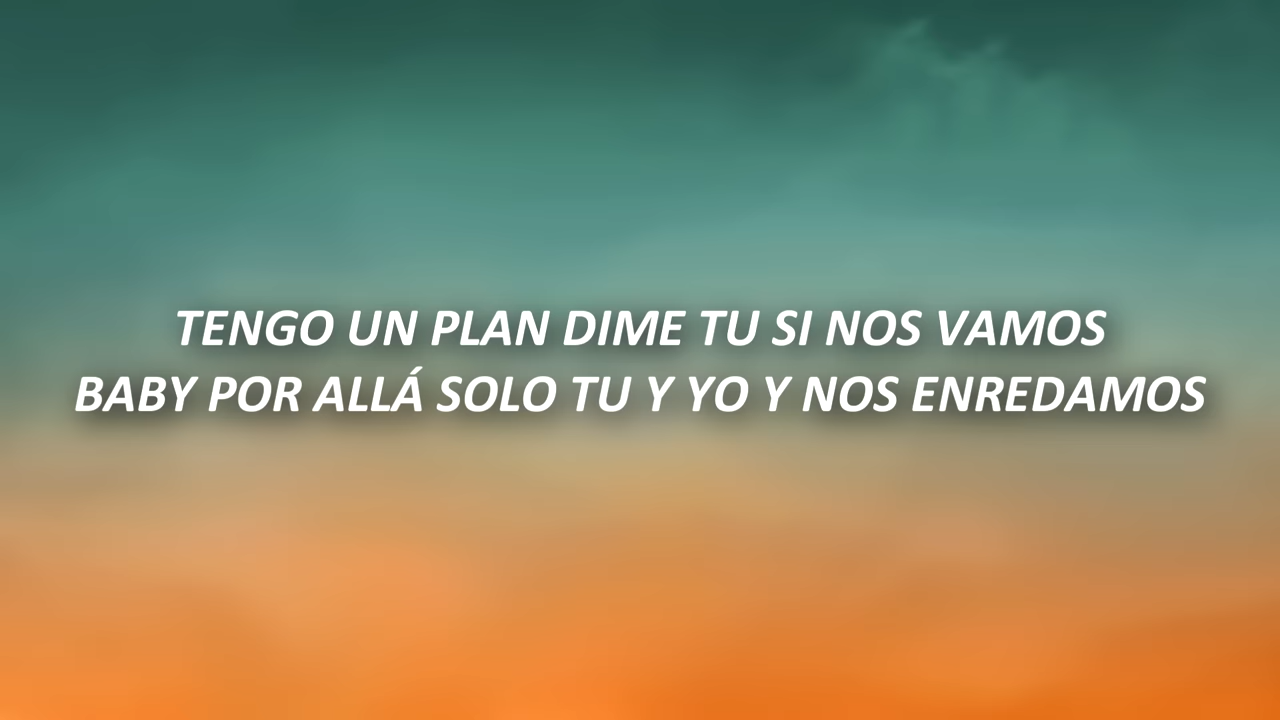 TENGO UN PLAN DIME TU SI NOS VAMOS
BABY POR ALLÁ SOLO TU Y YO Y NOS ENREDAMOS